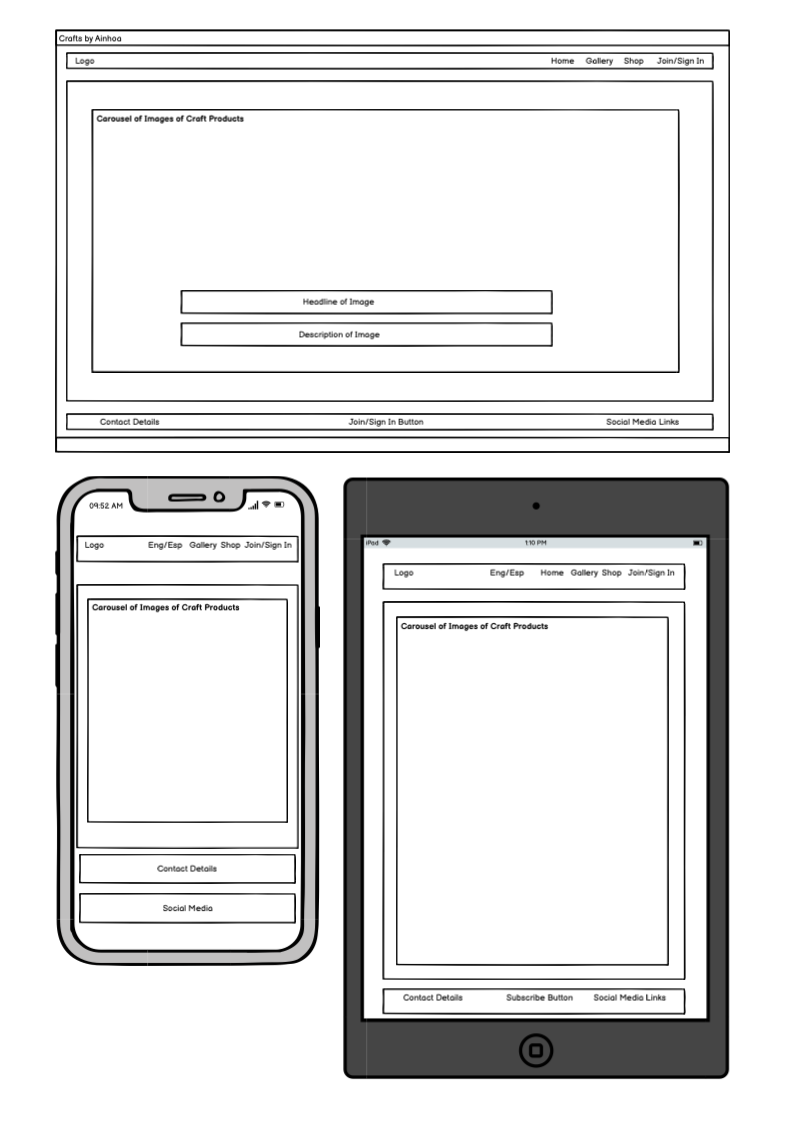 Crafts by Ainhoa
Logo Home Gallery Shop Join/Sign In
Carousel of Images of Craft Products
Headline of Image
Description of Image
Contact Details Join/Sign In Button Social Media Links
09:52 AM
Logo Eng/Esp Gallery Shop Join/Sign In
Carousel of Images of Craft Products
Contact Details
Social Media
iPad 1:10 PM
Logo Eng/Esp Home Gallery Shop Join/Sign In
Carousel of Images of Craft Products
Contact Details Subscribe Button Social Media Links